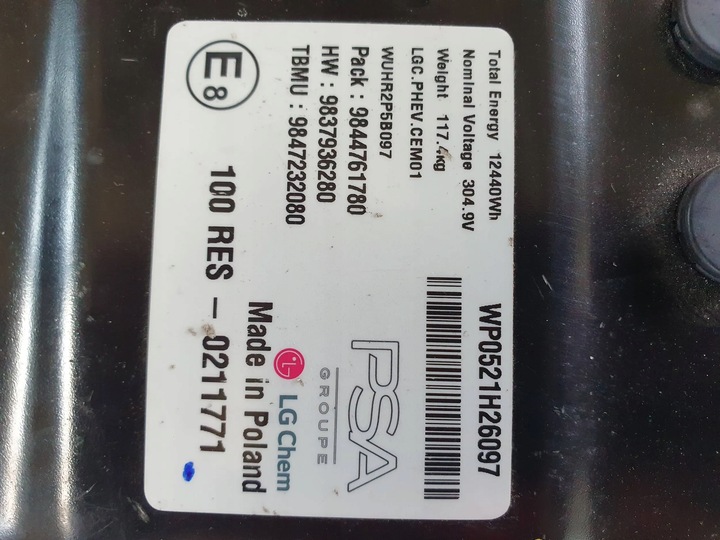 Total Energy 12440Wh
Nominal Voltage 304.9V
Weight 117.4kg
LGC.PHEV.CEM01
WUHR2P5B097
Pack : 9844761780
HW : 9837936280
TBMU : 9847232080
E8
100 RES - 0211771
WP0521H26097
PSA
GROUPE
LG Chem
Made in Poland